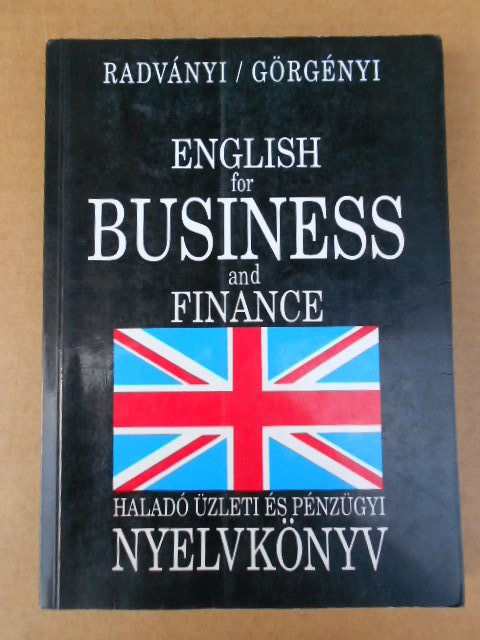 RADVÁNYI / GÖRGÉNYI
ENGLISH
for
BUSINESS
and
FINANCE
HALADÓ ÜZLETI ÉS PÉNZÜGYI
NYELVKÖNYV